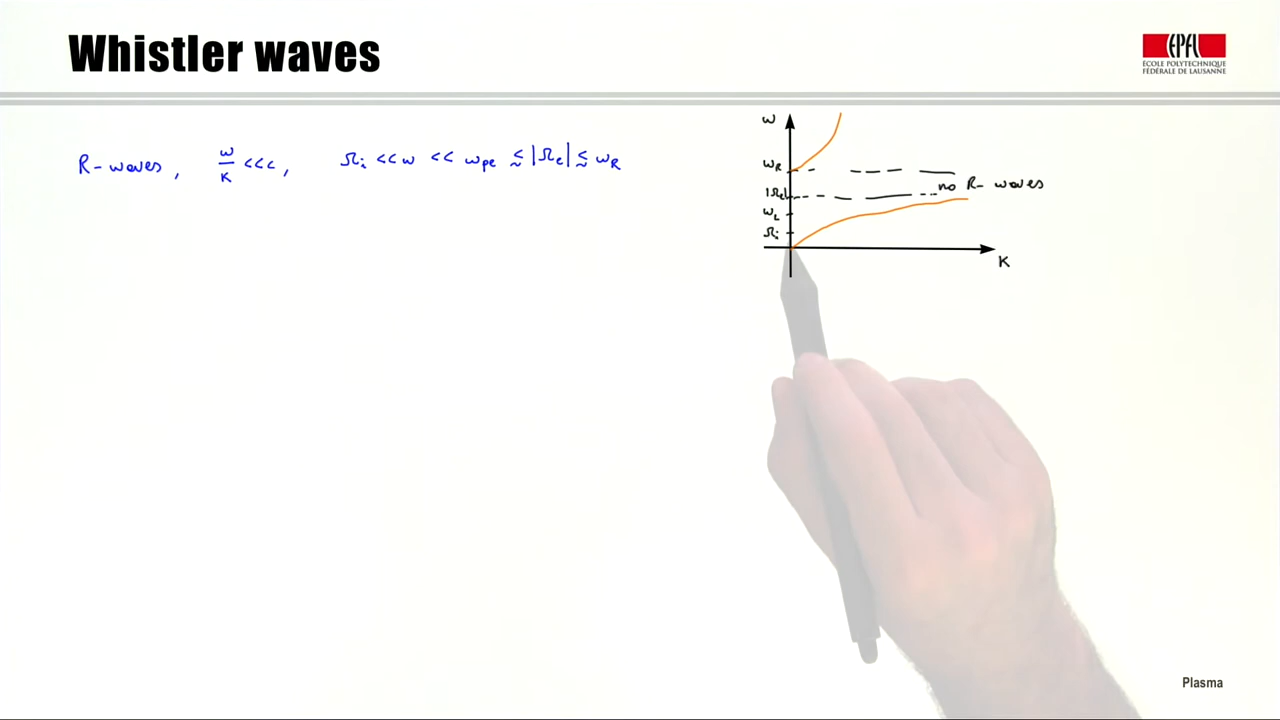 Whistler waves
EPFL
ÉCOLE POLYTECHNIQUE
FÉDÉRALE DE LAUSANNE
R-waves, ω/K <<c, Ωi << ω << ωpe ≲ |Ωe| ≲ ωR
ω
ωR
no R-waves
|Ωe|
ωL
Ωi
K
Plasma